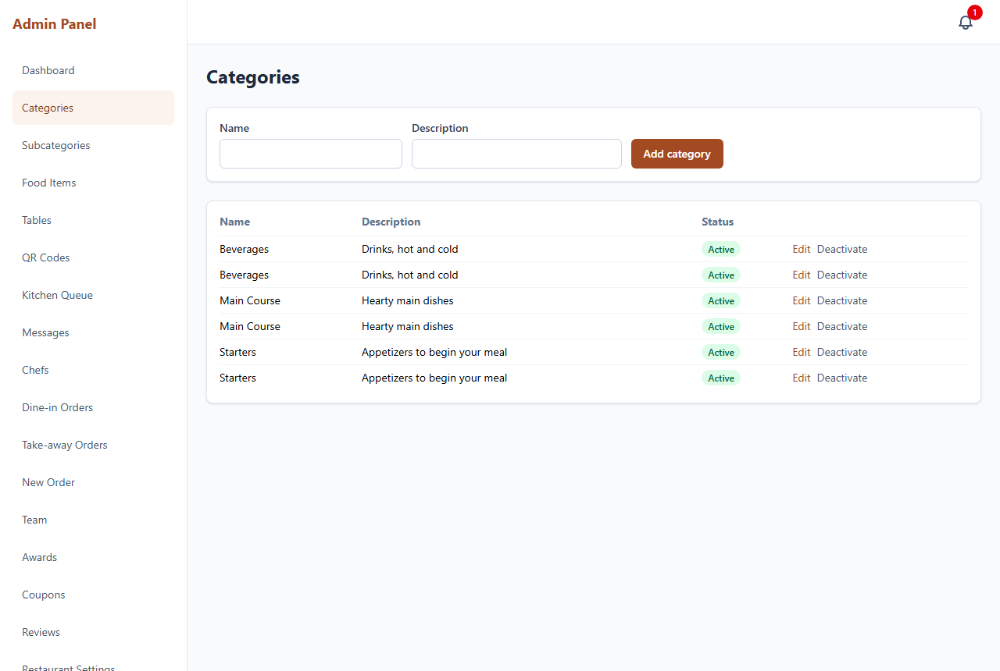 Admin Panel
1
Dashboard
Categories
Subcategories
Food Items
Tables
QR Codes
Kitchen Queue
Messages
Chefs
Dine-in Orders
Take-away Orders
New Order
Team
Awards
Coupons
Reviews
Restaurant Settings
Categories
Name Description
Add category
Name Description Status
Beverages Drinks, hot and cold Active Edit Deactivate
Beverages Drinks, hot and cold Active Edit Deactivate
Main Course Hearty main dishes Active Edit Deactivate
Main Course Hearty main dishes Active Edit Deactivate
Starters Appetizers to begin your meal Active Edit Deactivate
Starters Appetizers to begin your meal Active Edit Deactivate